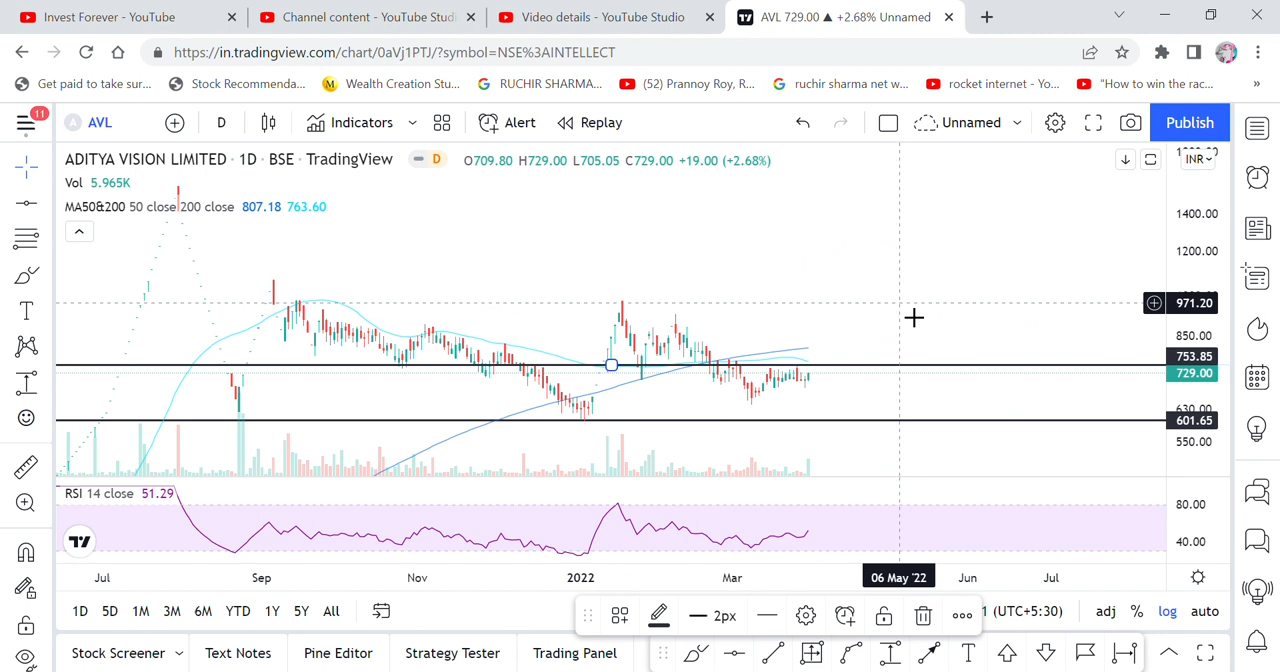 Invest Forever - YouTube
Channel content - YouTube Studi
Video details - YouTube Studio
AVL 729.00 ▲ +2.68% Unnamed
https://in.tradingview.com/chart/0aVj1PTJ/?symbol=NSE%3AINTELLECT
Get paid to take sur...
Stock Recommenda...
Wealth Creation Stu...
RUCHIR SHARMA...
(52) Prannoy Roy, R...
ruchir sharma net w...
rocket internet - Yo...
"How to win the rac...
11
AVL
D
Indicators
Alert
Replay
Unnamed
Publish
ADITYA VISION LIMITED · 1D · BSE · TradingView
D
O709.80 H729.00 L705.05 C729.00 +19.00 (+2.68%)
INR
Vol 5.965K
MA50&200 50 close 200 close 807.18 763.60
1400.00
1200.00
971.20
850.00
753.85
729.00
630.00
601.65
550.00
RSI 14 close 51.29
80.00
40.00
Jul
Sep
Nov
2022
Mar
06 May '22
Jun
Jul
1D
5D
1M
3M
6M
YTD
1Y
5Y
All
2px
(UTC+5:30)
adj
%
log
auto
Stock Screener
Text Notes
Pine Editor
Strategy Tester
Trading Panel